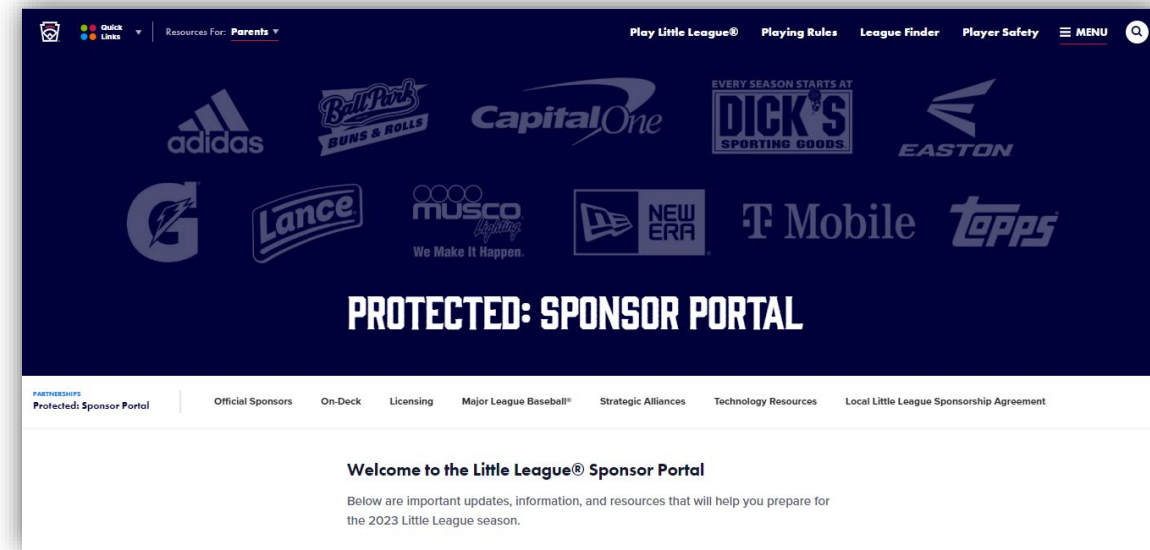 Quick Links
Resources For: Parents
Play Little League® Playing Rules League Finder Player Safety MENU
adidas
Ball Park
BUNS & ROLLS
Capital One
EVERY SEASON STARTS AT
DICK'S
SPORTING GOODS
EASTON
G
Lance
musco
Lighting
We Make It Happen.
NE
NEW ERA
T Mobile
Topps
PROTECTED: SPONSOR PORTAL
PARTNERSHIPS
Protected: Sponsor Portal
Official Sponsors On-Deck Licensing Major League Baseball® Strategic Alliances Technology Resources Local Little League Sponsorship Agreement
Welcome to the Little League® Sponsor Portal
Below are important updates, information, and resources that will help you prepare for
the 2023 Little League season.